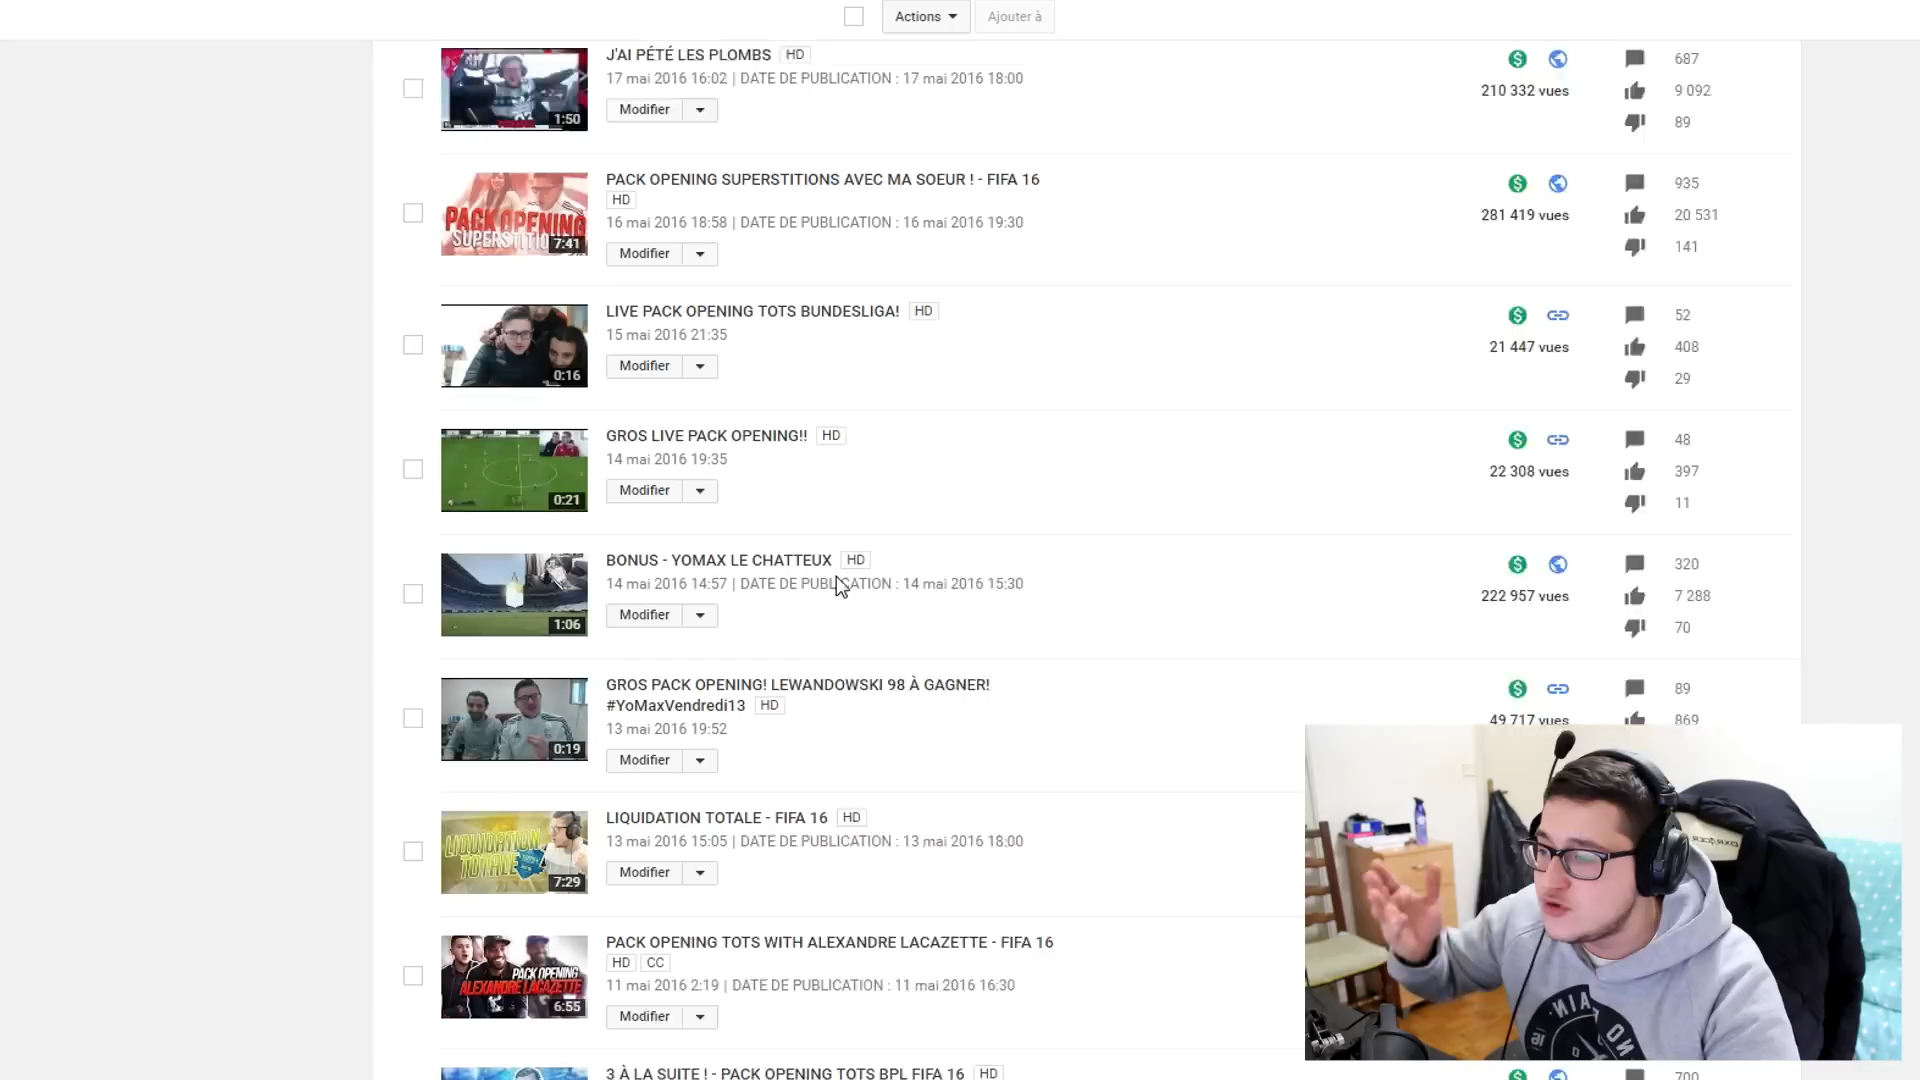 Actions Ajouter à
J'AI PÉTÉ LES PLOMBS HD
17 mai 2016 16:02 | DATE DE PUBLICATION : 17 mai 2016 18:00
Modifier
1:50
210 332 vues
687
9 092
89
PACK OPENING SUPERSTITIONS AVEC MA SOEUR ! - FIFA 16
HD
16 mai 2016 18:58 | DATE DE PUBLICATION : 16 mai 2016 19:30
Modifier
PACK OPENING
SUPERSTITIO
7:41
281 419 vues
935
20 531
141
LIVE PACK OPENING TOTS BUNDESLIGA! HD
15 mai 2016 21:35
Modifier
0:16
21 447 vues
52
408
29
GROS LIVE PACK OPENING!! HD
14 mai 2016 19:35
Modifier
0:21
22 308 vues
48
397
11
BONUS - YOMAX LE CHATTEUX HD
14 mai 2016 14:57 | DATE DE PUBLICATION : 14 mai 2016 15:30
Modifier
1:06
222 957 vues
320
7 288
70
GROS PACK OPENING! LEWANDOWSKI 98 À GAGNER!
#YoMaxVendredi13 HD
13 mai 2016 19:52
Modifier
0:19
49 717 vues
89
869
LIQUIDATION TOTALE - FIFA 16 HD
13 mai 2016 15:05 | DATE DE PUBLICATION : 13 mai 2016 18:00
Modifier
LIQUIDATION
TOTALE
7:29
PACK OPENING TOTS WITH ALEXANDRE LACAZETTE - FIFA 16
HD CC
11 mai 2016 2:19 | DATE DE PUBLICATION : 11 mai 2016 16:30
Modifier
PACK OPENING
ALEXANDRE LACAZETTE
6:55
3 À LA SUITE ! - PACK OPENING TOTS BPL FIFA 16 HD
700